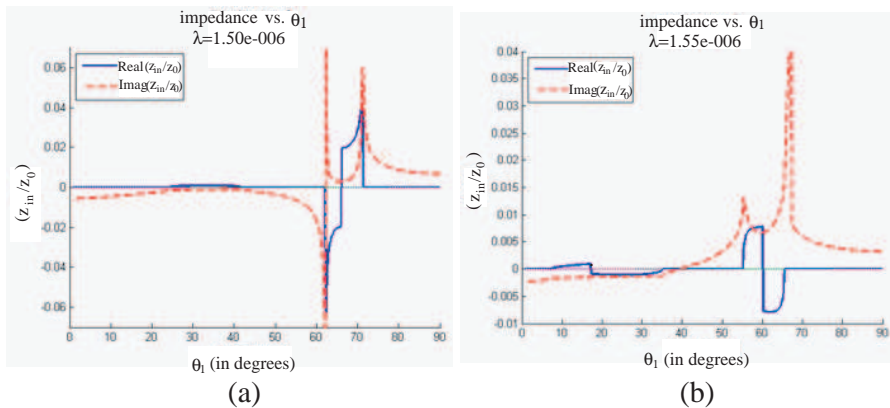 impedance vs. θ1
λ=1.50e-006
0.06
0.04
0.02
0
-0.02
-0.04
-0.06
Real(zin/z0)
Imag(zin/z0)
(zin/z0)
0 10 20 30 40 50 60 70 80 90
θ1 (in degrees)
(a)
impedance vs. θ1
λ=1.55e-006
0.04
0.035
0.03
0.025
0.02
0.015
0.01
0.005
0
-0.005
-0.01
Real(zin/z0)
Imag(zin/z0)
(zin/z0)
0 10 20 30 40 50 60 70 80 90
θ1 (in degrees)
(b)